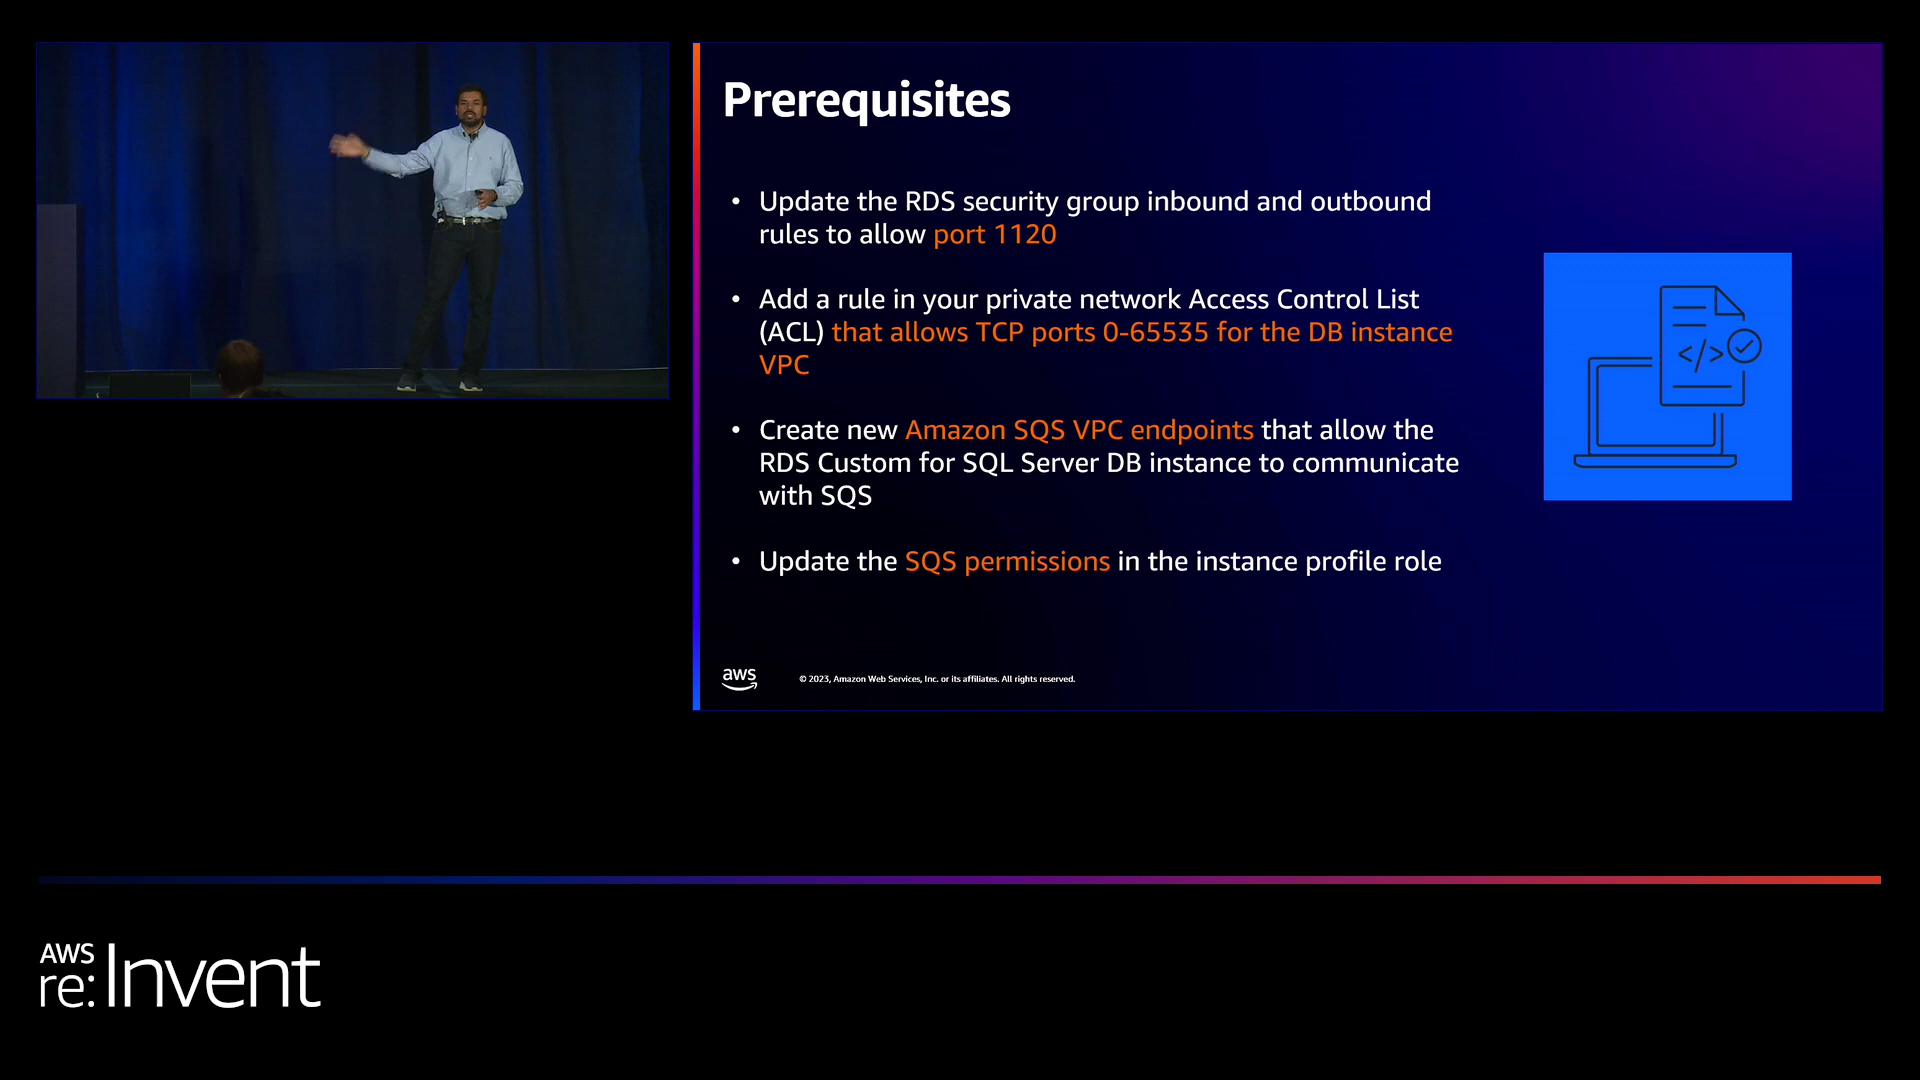 Prerequisites
• Update the RDS security group inbound and outbound
rules to allow port 1120
• Add a rule in your private network Access Control List
(ACL) that allows TCP ports 0-65535 for the DB instance
VPC
• Create new Amazon SQS VPC endpoints that allow the
RDS Custom for SQL Server DB instance to communicate
with SQS
• Update the SQS permissions in the instance profile role
</>
aws
© 2023, Amazon Web Services, Inc. or its affiliates. All rights reserved.
AWS
re:Invent